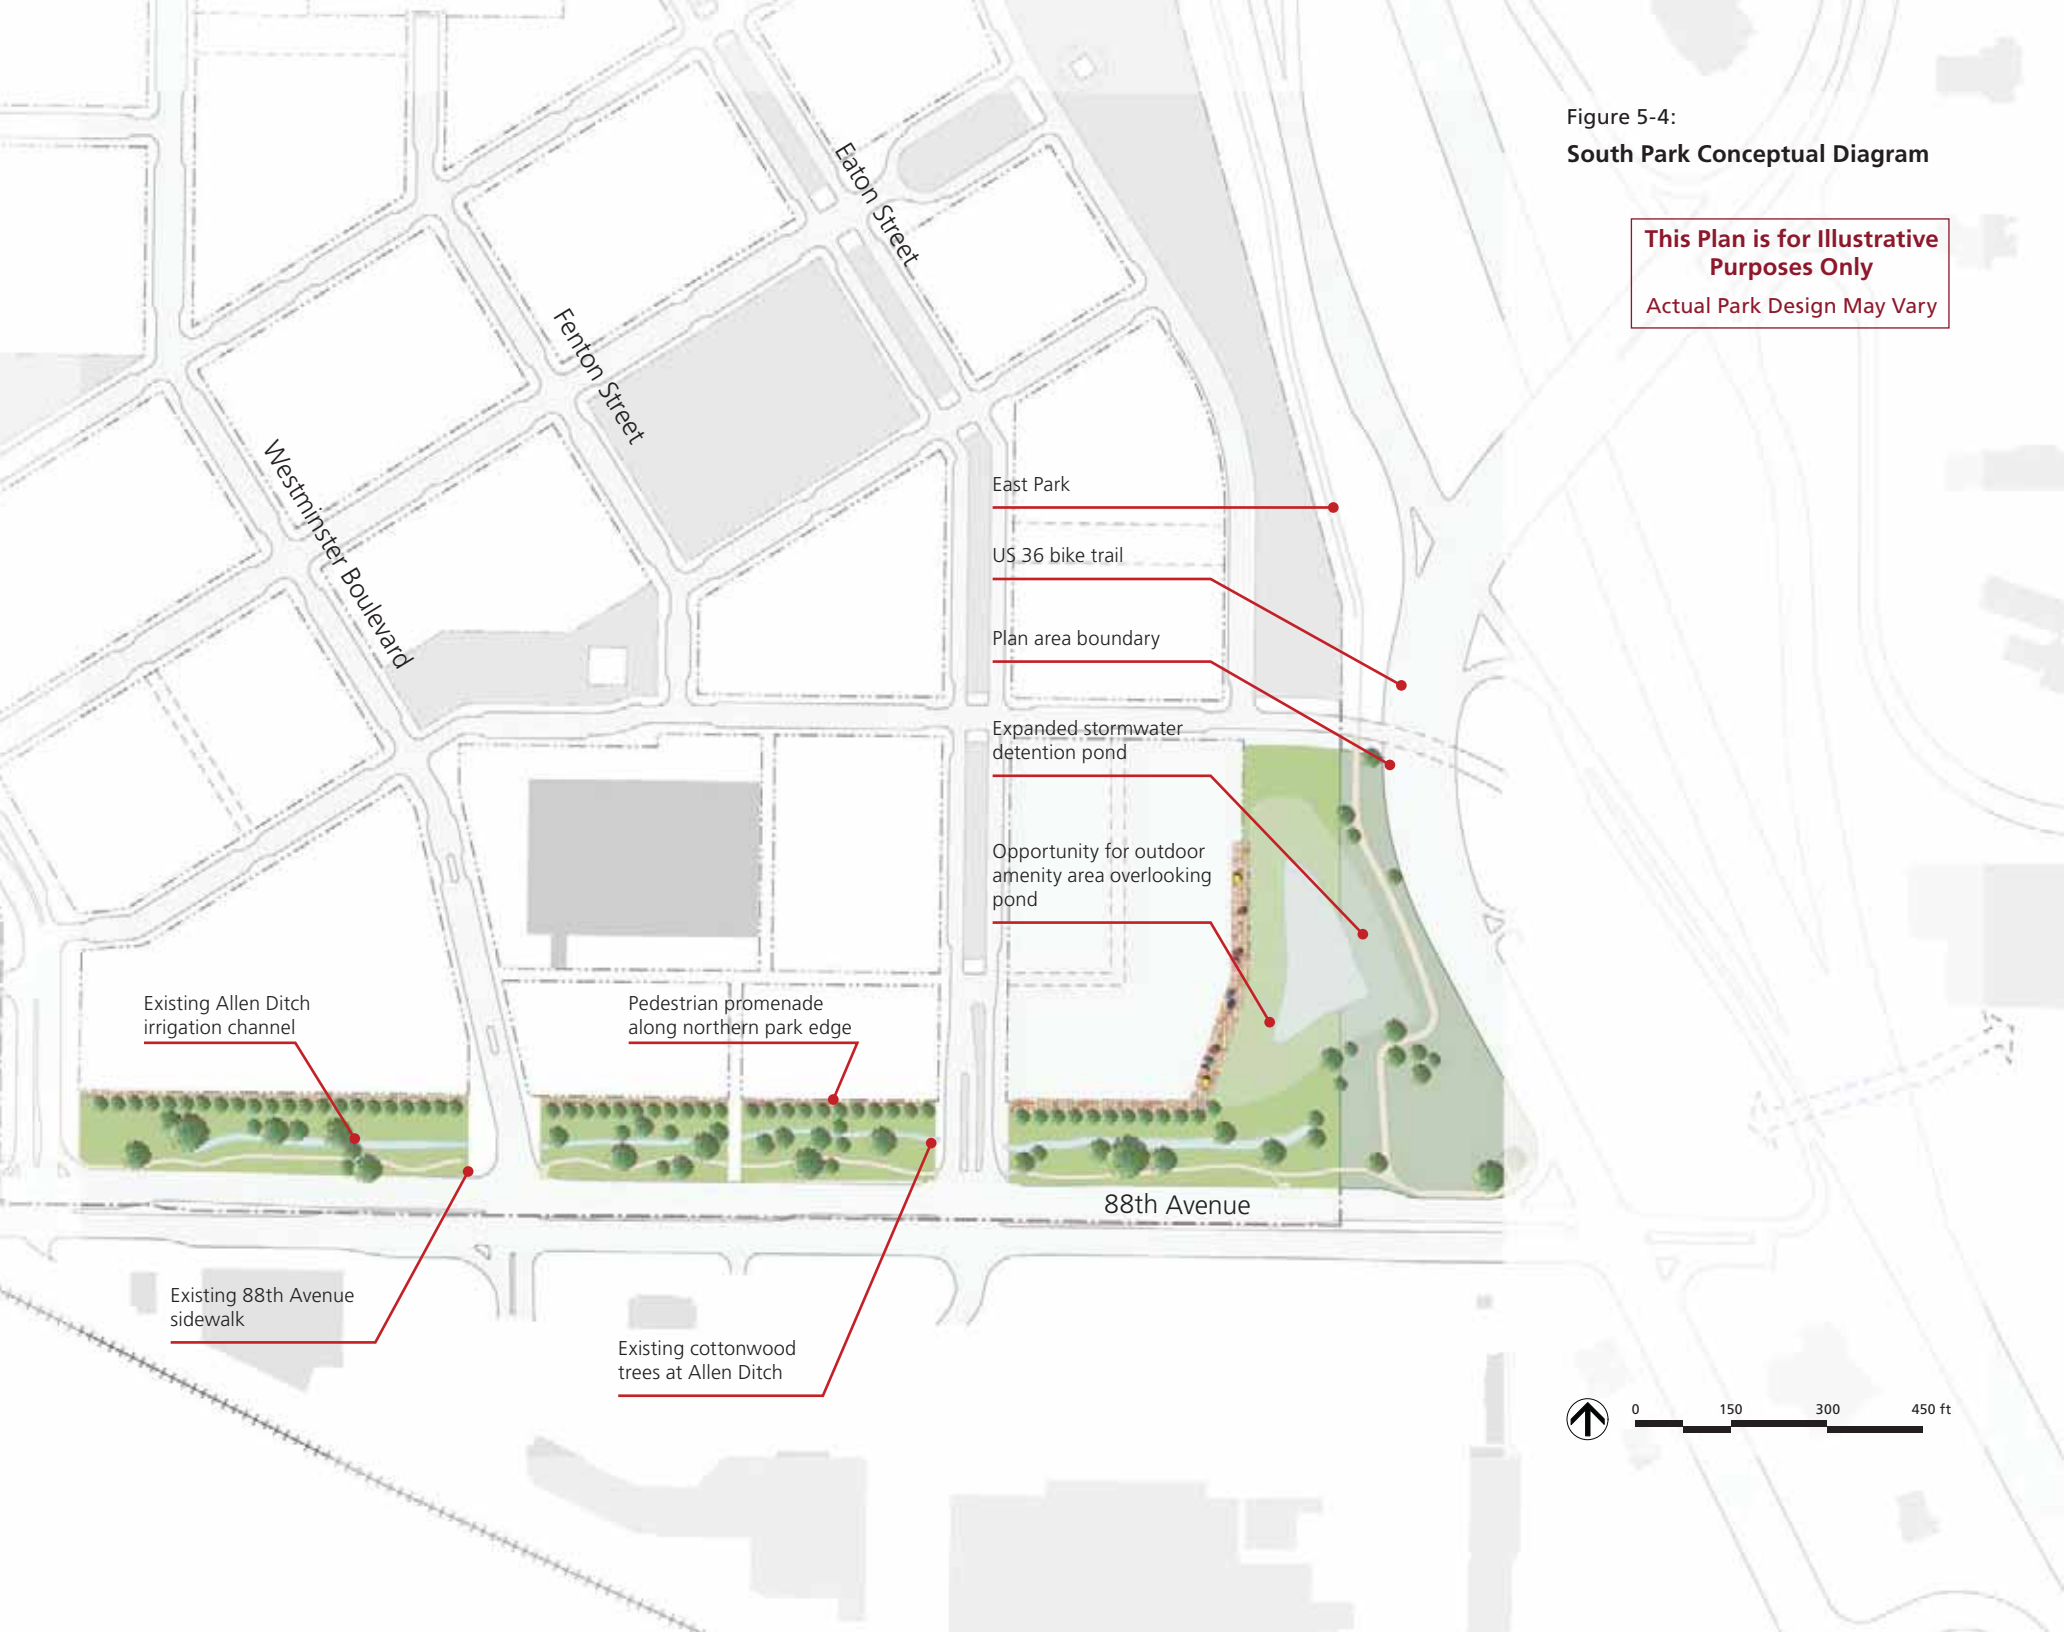 Figure 5-4:
South Park Conceptual Diagram
This Plan is for Illustrative
Purposes Only
Actual Park Design May Vary
Eaton Street
Fenton Street
Westminster Boulevard
East Park
US 36 bike trail
Plan area boundary
Expanded stormwater
detention pond
Opportunity for outdoor
amenity area overlooking
pond
Existing Allen Ditch
irrigation channel
Pedestrian promenade
along northern park edge
88th Avenue
Existing 88th Avenue
sidewalk
Existing cottonwood
trees at Allen Ditch
0 150 300 450 ft